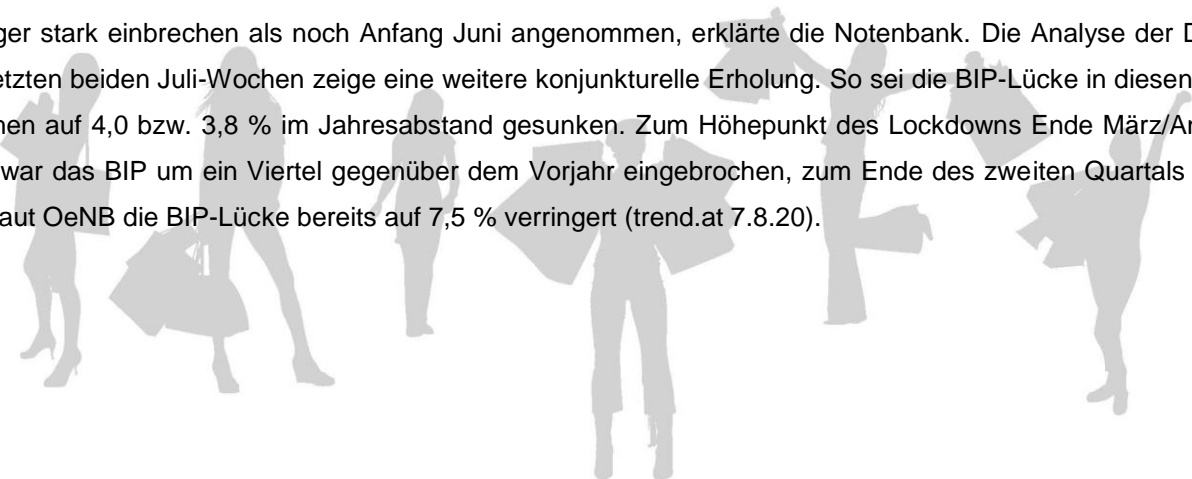 ger stark einbrechen als noch Anfang Juni angenommen, erklärte die Notenbank. Die Analyse der D
etzten beiden Juli-Wochen zeige eine weitere konjunkturelle Erholung. So sei die BIP-Lücke in diesen
nen auf 4,0 bzw. 3,8 % im Jahresabstand gesunken. Zum Höhepunkt des Lockdowns Ende März/An
war das BIP um ein Viertel gegenüber dem Vorjahr eingebrochen, zum Ende des zweiten Quartals
aut OeNB die BIP-Lücke bereits auf 7,5 % verringert (trend.at 7.8.20).